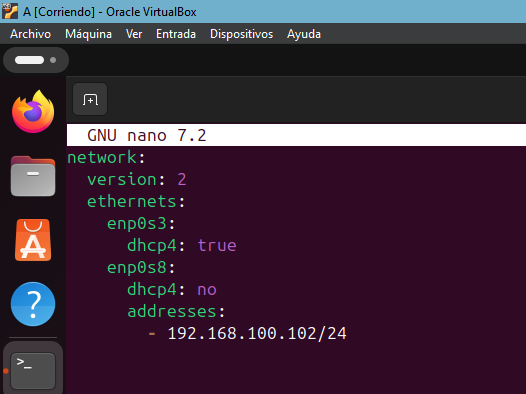 A [Corriendo] - Oracle VirtualBox
Archivo Máquina Ver Entrada Dispositivos Ayuda
GNU nano 7.2
network:
  version: 2
  ethernets:
    enp0s3:
      dhcp4: true
    enp0s8:
      dhcp4: no
      addresses:
        - 192.168.100.102/24
?
>_